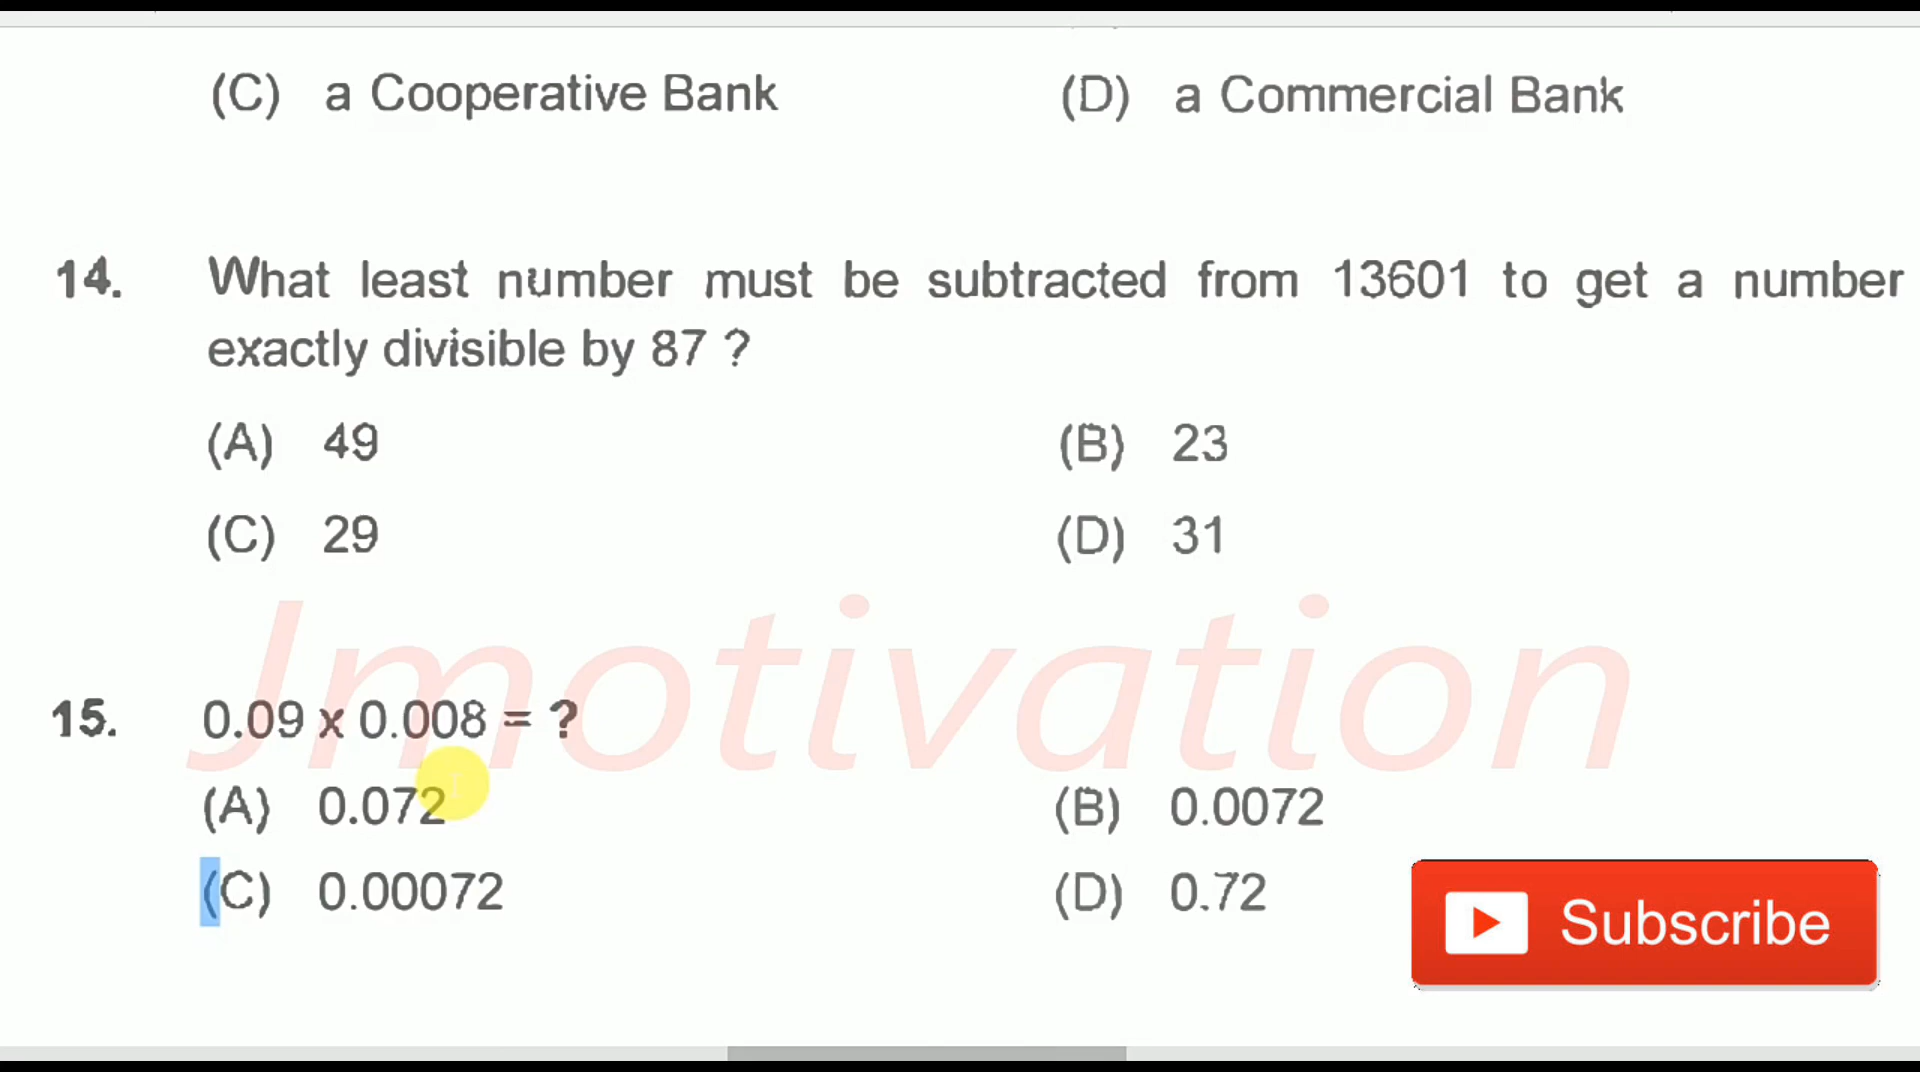 (C) a Cooperative Bank (D) a Commercial Bank
14. What least number must be subtracted from 13601 to get a number
exactly divisible by 87 ?
(A) 49 (B) 23
(C) 29 (D) 31
Jmotivation
15. 0.09 x 0.008 = ?
(A) 0.072 (B) 0.0072
(C) 0.00072 (D) 0.72
Subscribe